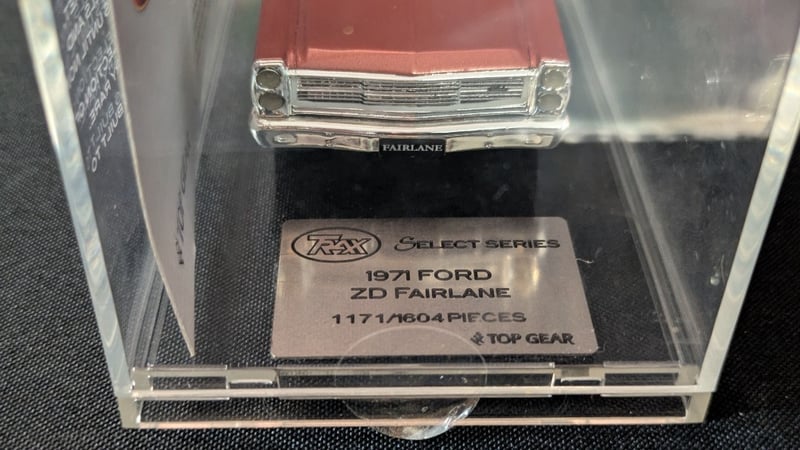 FAIRLANE
TRAX SELECT SERIES
1971 FORD
ZD FAIRLANE
1171/1604 PIECES
TOP GEAR